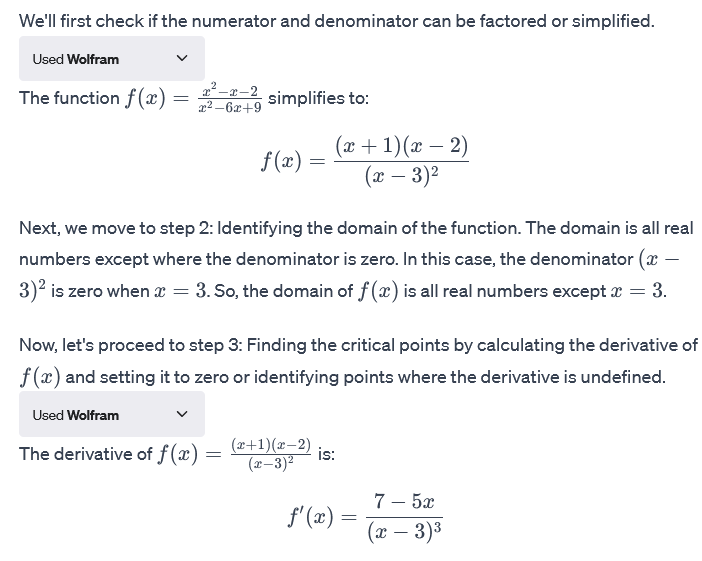 We'll first check if the numerator and denominator can be factored or simplified.
Used Wolfram
The function f(x) = \frac{x^2−x−2}{x^2−6x+9} simplifies to:
f(x) = \frac{(x + 1)(x − 2)}{(x − 3)^2}
Next, we move to step 2: Identifying the domain of the function. The domain is all real
numbers except where the denominator is zero. In this case, the denominator (x −
3)^2 is zero when x = 3. So, the domain of f(x) is all real numbers except x = 3.
Now, let's proceed to step 3: Finding the critical points by calculating the derivative of
f(x) and setting it to zero or identifying points where the derivative is undefined.
Used Wolfram
The derivative of f(x) = \frac{(x+1)(x−2)}{(x−3)^2} is:
f'(x) = \frac{7 − 5x}{(x − 3)^3}